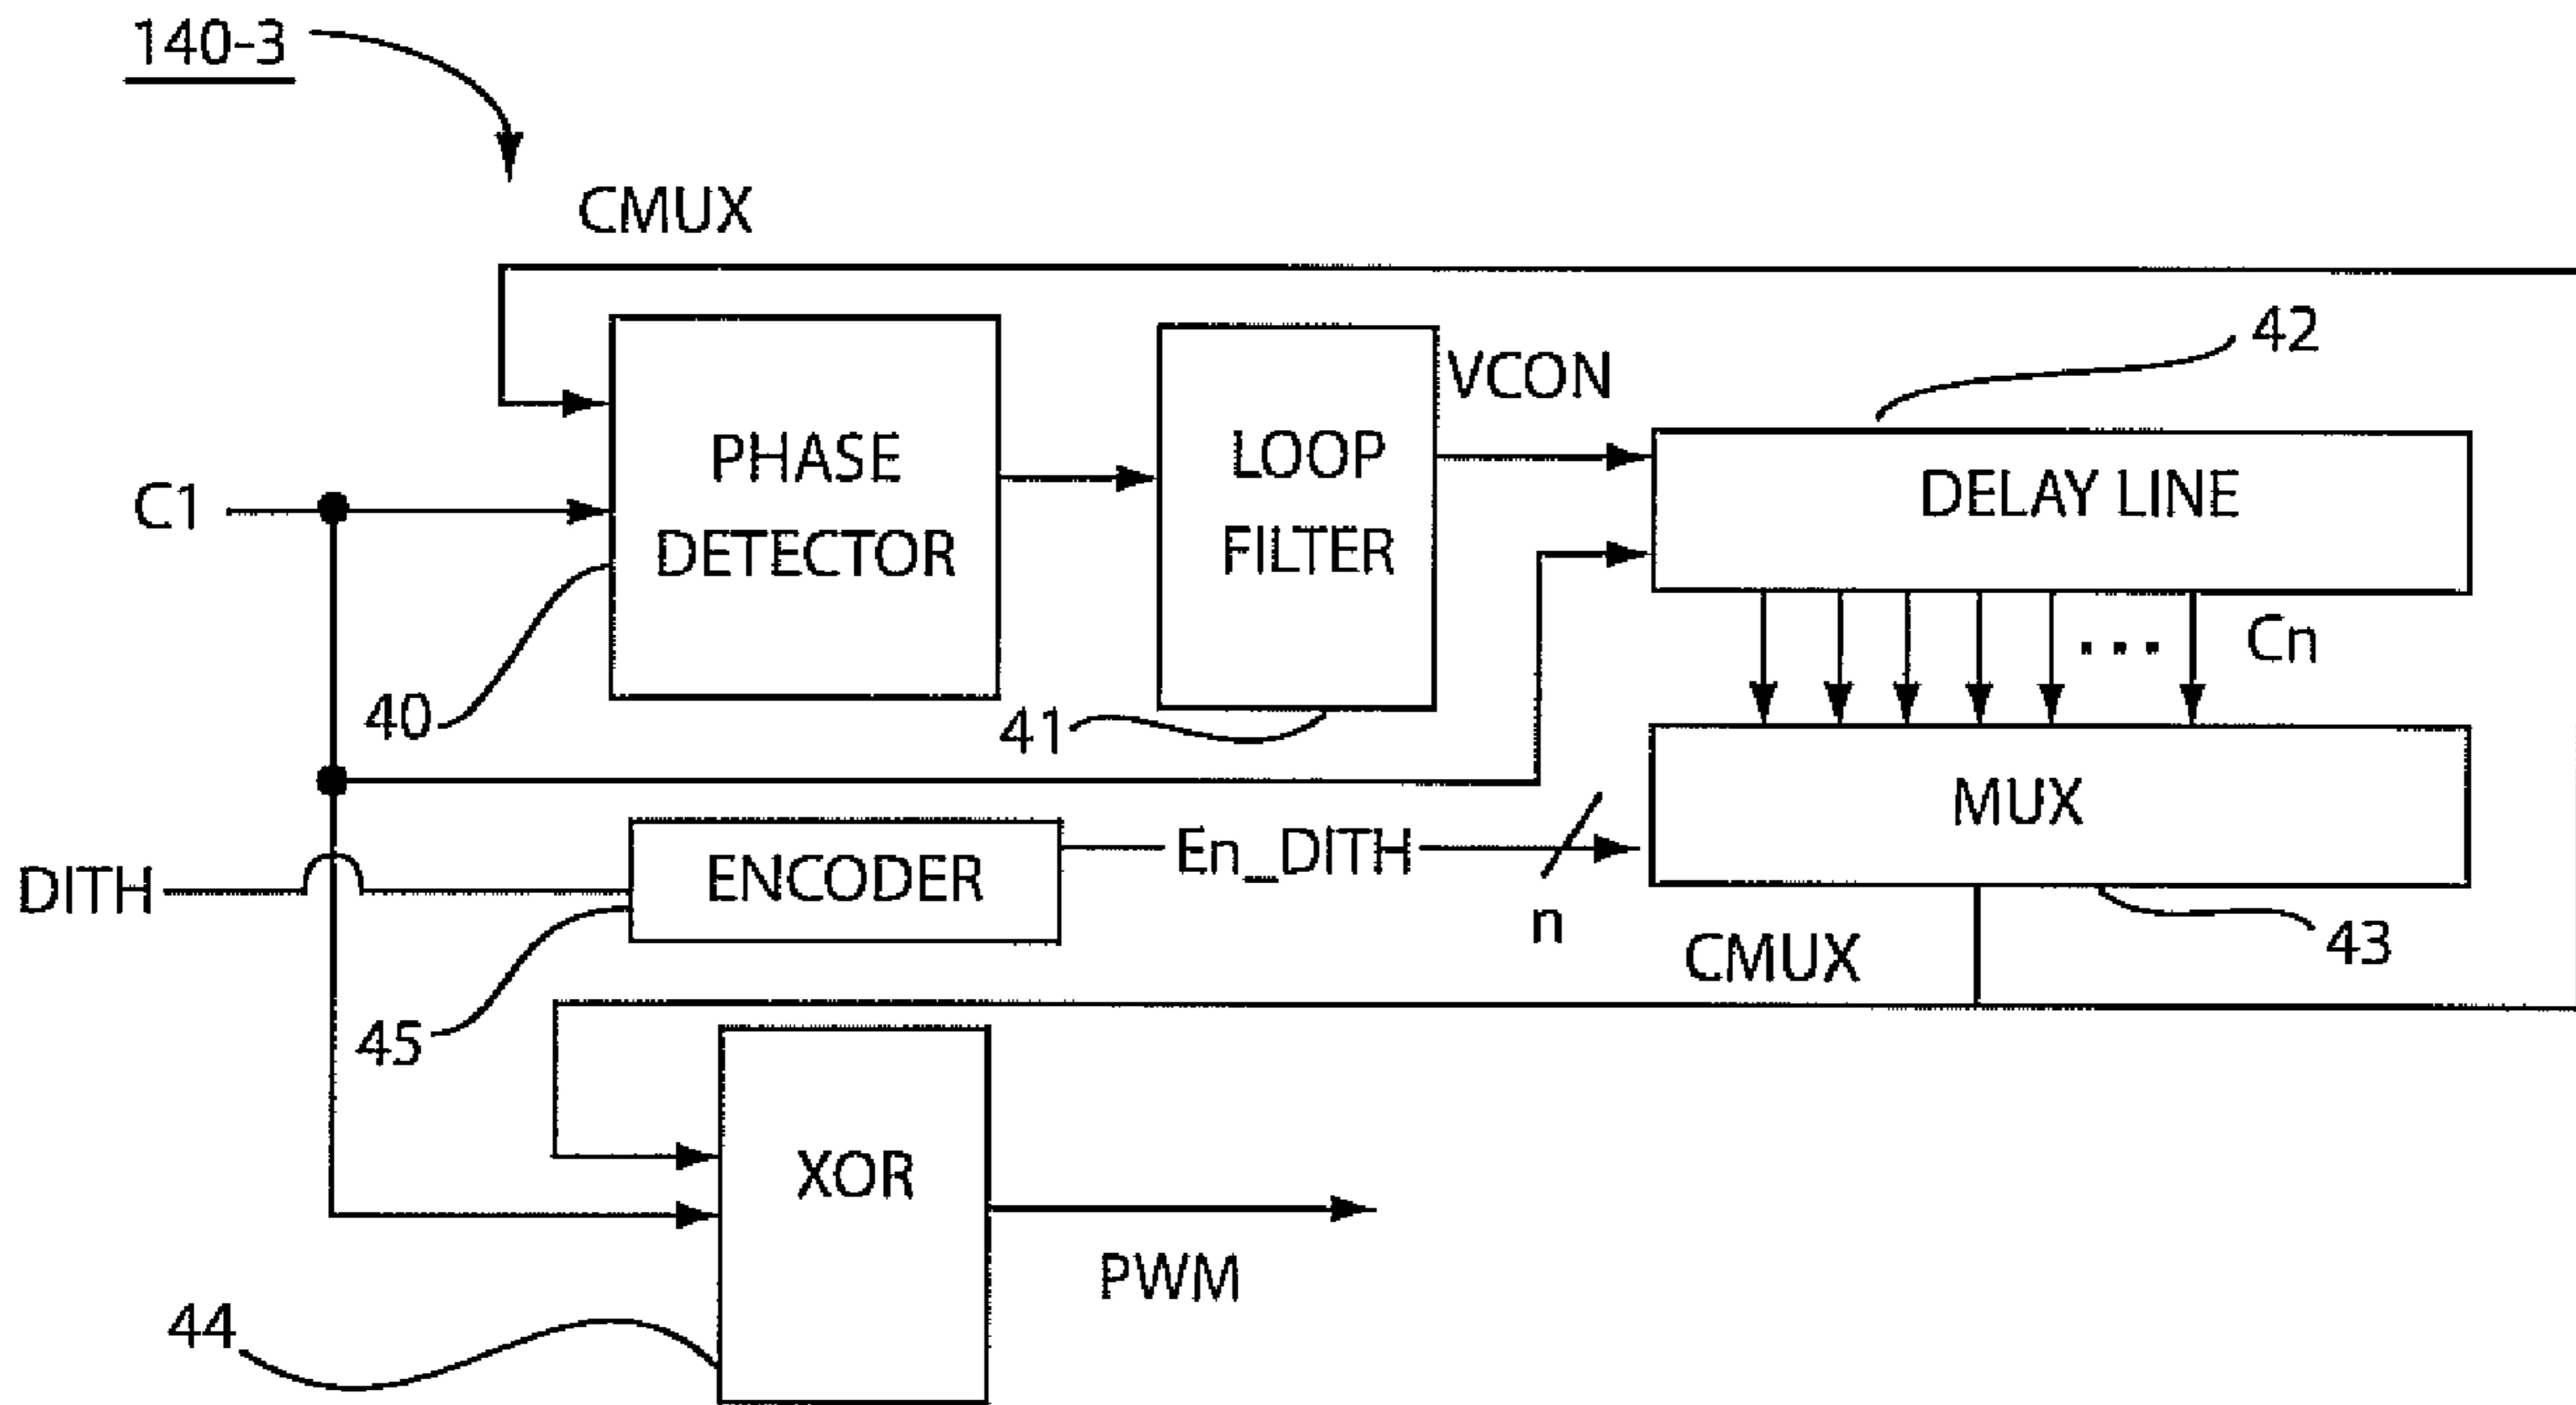 140-3
CMUX
42
VCON
PHASE
DETECTOR
LOOP
FILTER
DELAY LINE
C1
Cn
...
40
41
MUX
DITH
ENCODER
En_DITH
n
43
CMUX
45
XOR
PWM
44